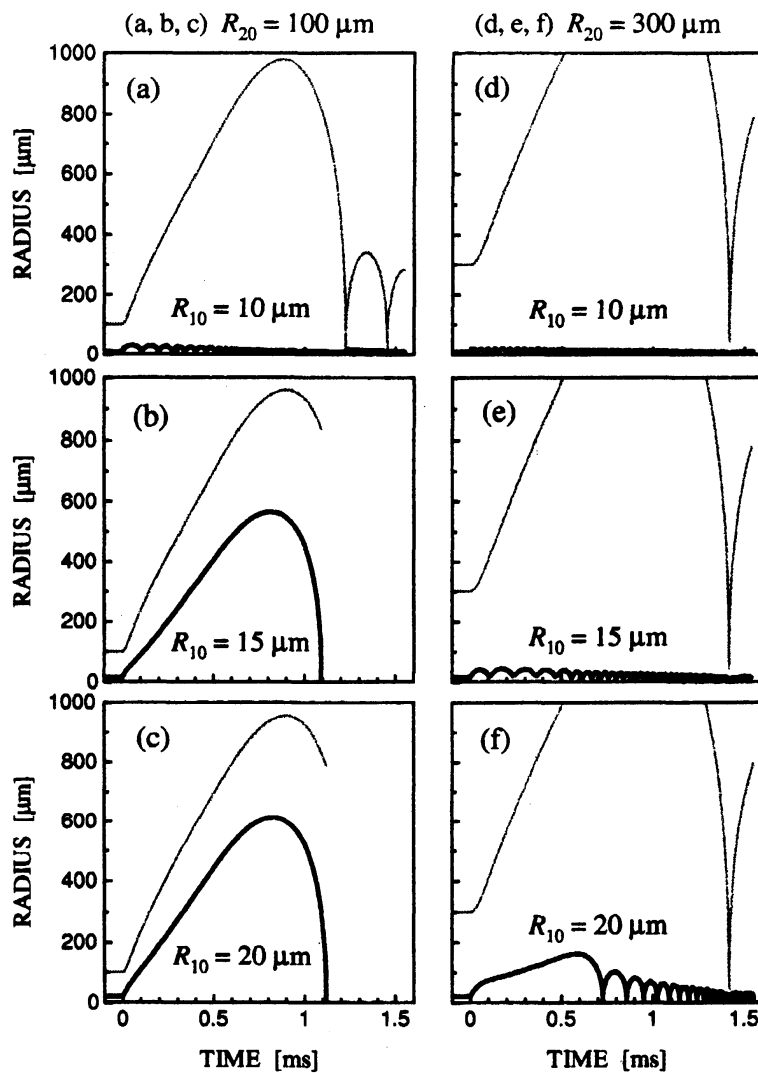 (a, b, c) R20 = 100 µm
(d, e, f) R20 = 300 µm
RADIUS [µm]
1000
800
600
400
200
0
(a)
R10 = 10 µm
(d)
R10 = 10 µm
RADIUS [µm]
1000
800
600
400
200
0
(b)
R10 = 15 µm
(e)
R10 = 15 µm
RADIUS [µm]
1000
800
600
400
200
0
(c)
R10 = 20 µm
(f)
R10 = 20 µm
0 0.5 1 1.5
0 0.5 1 1.5
TIME [ms]
TIME [ms]